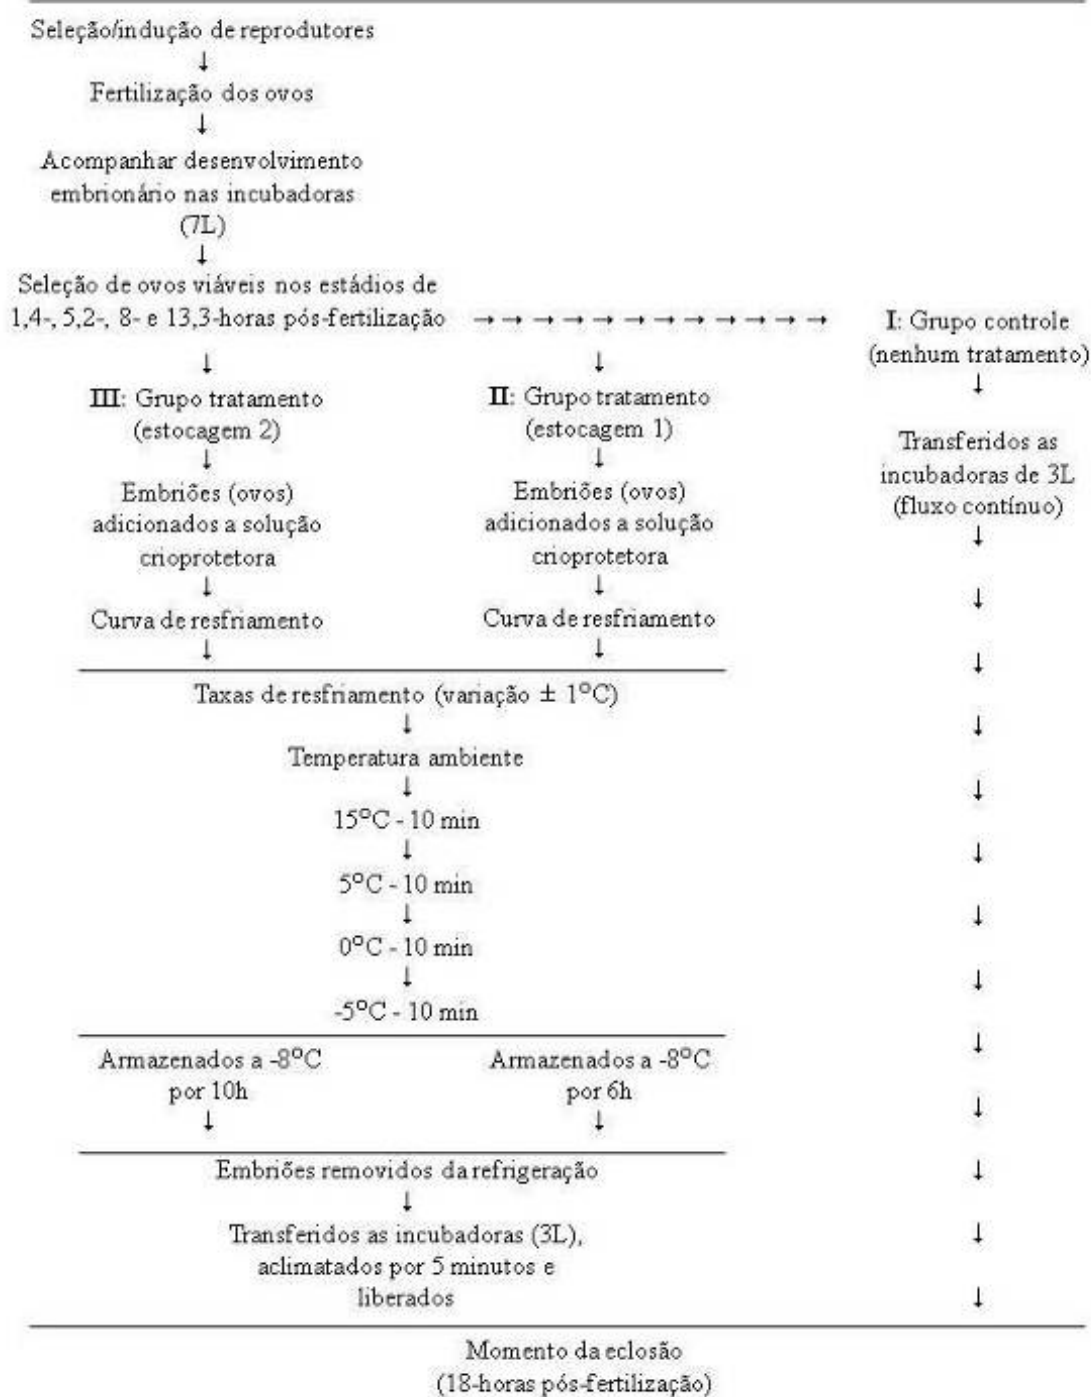 Seleção/indução de reprodutores
↓
Fertilização dos ovos
↓
Acompanhar desenvolvimento
embrionário nas incubadoras
(7L)
↓
Seleção de ovos viáveis nos estádios de
1,4-, 5,2-, 8- e 13,3-horas pós-fertilização → → → → → → → → → → → →
↓
III: Grupo tratamento
(estocagem 2)
↓
Embriões (ovos)
adicionados a solução
crioprotetora
↓
Curva de resfriamento
↓
↓
II: Grupo tratamento
(estocagem 1)
↓
Embriões (ovos)
adicionados a solução
crioprotetora
↓
Curva de resfriamento
↓
I: Grupo controle
(nenhum tratamento)
↓
Transferidos as
incubadoras de 3L
(fluxo contínuo)
↓
↓
↓
↓
↓
↓
↓
↓
↓
↓
↓
↓
↓
Taxas de resfriamento (variação ± 1°C)
↓
Temperatura ambiente
↓
15°C - 10 min
↓
5°C - 10 min
↓
0°C - 10 min
↓
-5°C - 10 min
Armazenados a -8°C
por 10h
↓
Armazenados a -8°C
por 6h
↓
Embriões removidos da refrigeração
↓
Transferidos as incubadoras (3L),
aclimatados por 5 minutos e
liberados
Momento da eclosão
(18-horas pós-fertilização)